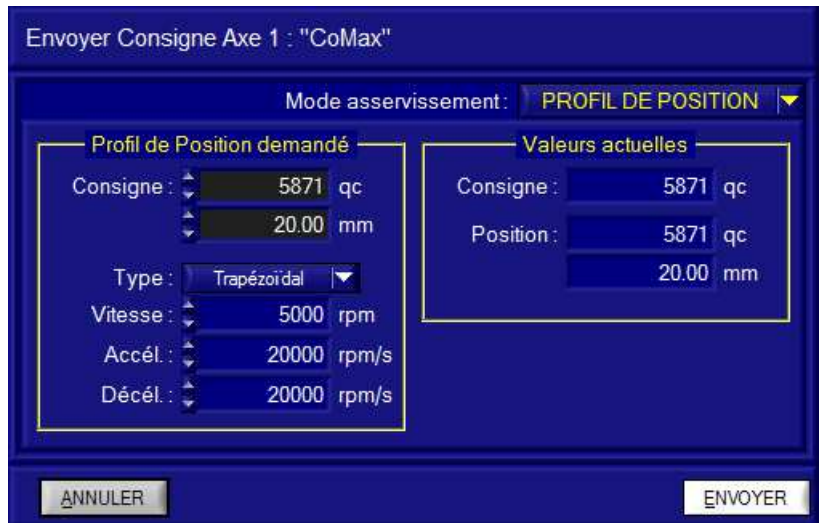 Envoyer Consigne Axe 1 : "CoMax"
Mode asservissement : PROFIL DE POSITION
Profil de Position demandé
Consigne : 5871 qc
20.00 mm
Type : Trapézoïdal
Vitesse : 5000 rpm
Accél. : 20000 rpm/s
Décél. : 20000 rpm/s
Valeurs actuelles
Consigne : 5871 qc
Position : 5871 qc
20.00 mm
ANNULER
ENVOYER